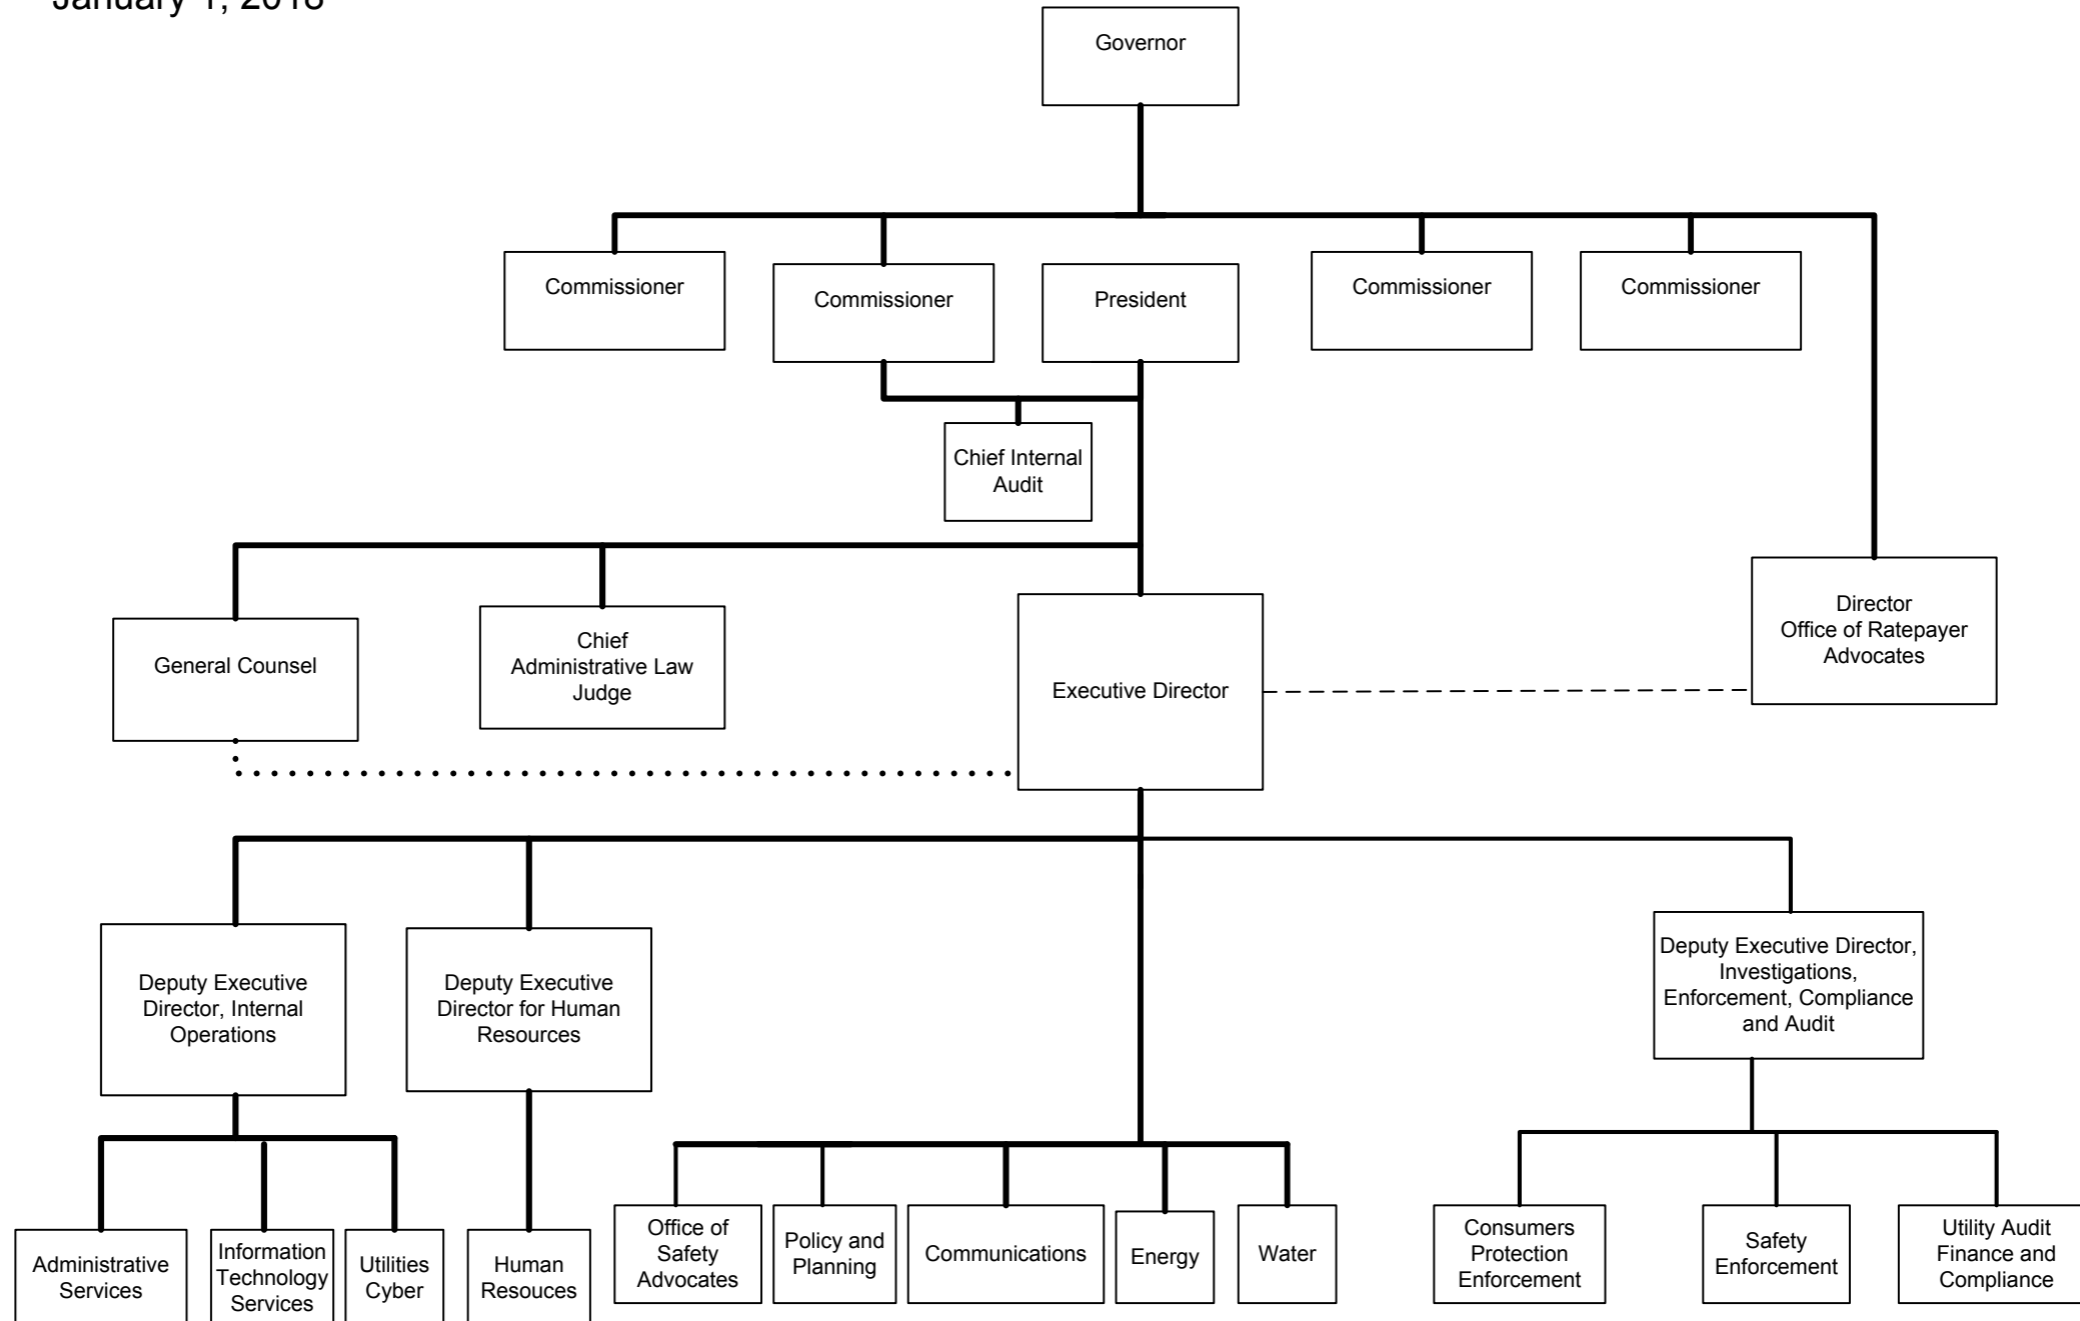 January 1, 2018
Governor
Commissioner
Commissioner
President
Commissioner
Commissioner
Chief Internal
Audit
General Counsel
Chief
Administrative Law
Judge
Executive Director
Director
Office of Ratepayer
Advocates
Deputy Executive
Director, Internal
Operations
Deputy Executive
Director for Human
Resources
Deputy Executive Director,
Investigations,
Enforcement, Compliance
and Audit
Administrative
Services
Information
Technology
Services
Utilities
Cyber
Human
Resouces
Office of
Safety
Advocates
Policy and
Planning
Communications
Energy
Water
Consumers
Protection
Enforcement
Safety
Enforcement
Utility Audit
Finance and
Compliance